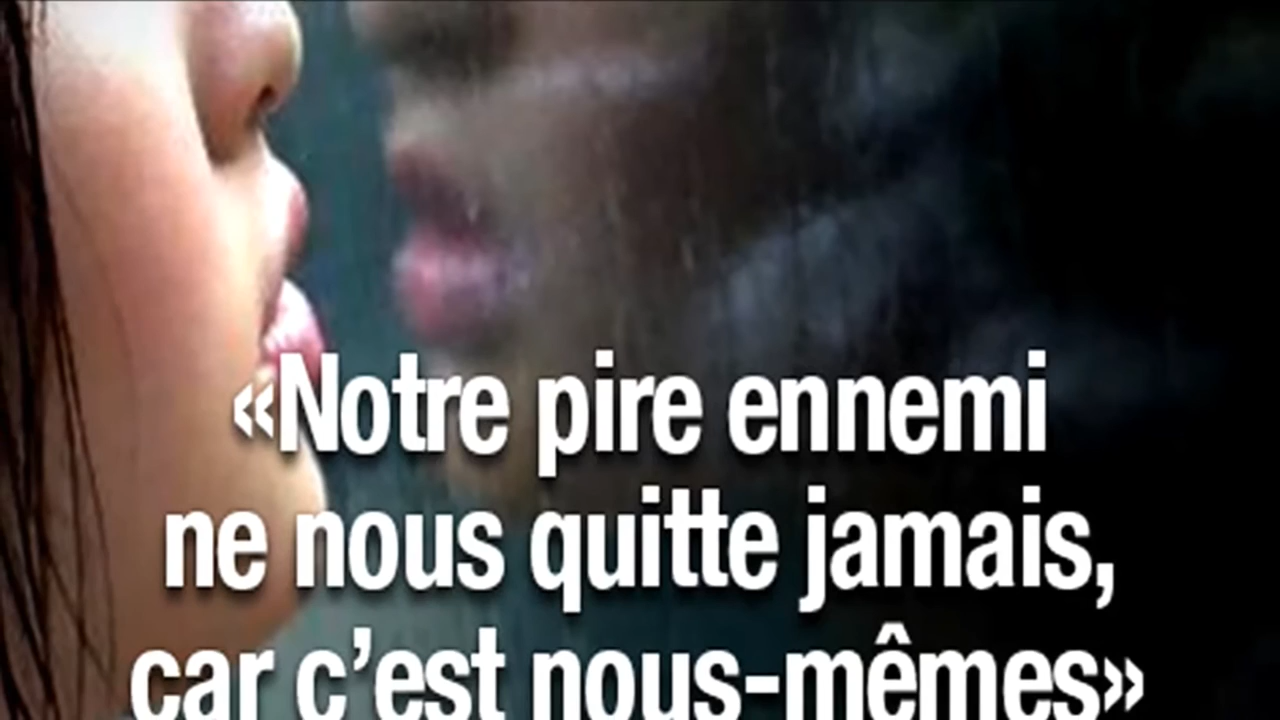 «Notre pire ennemi
ne nous quitte jamais,
car c’est nous-mêmes»